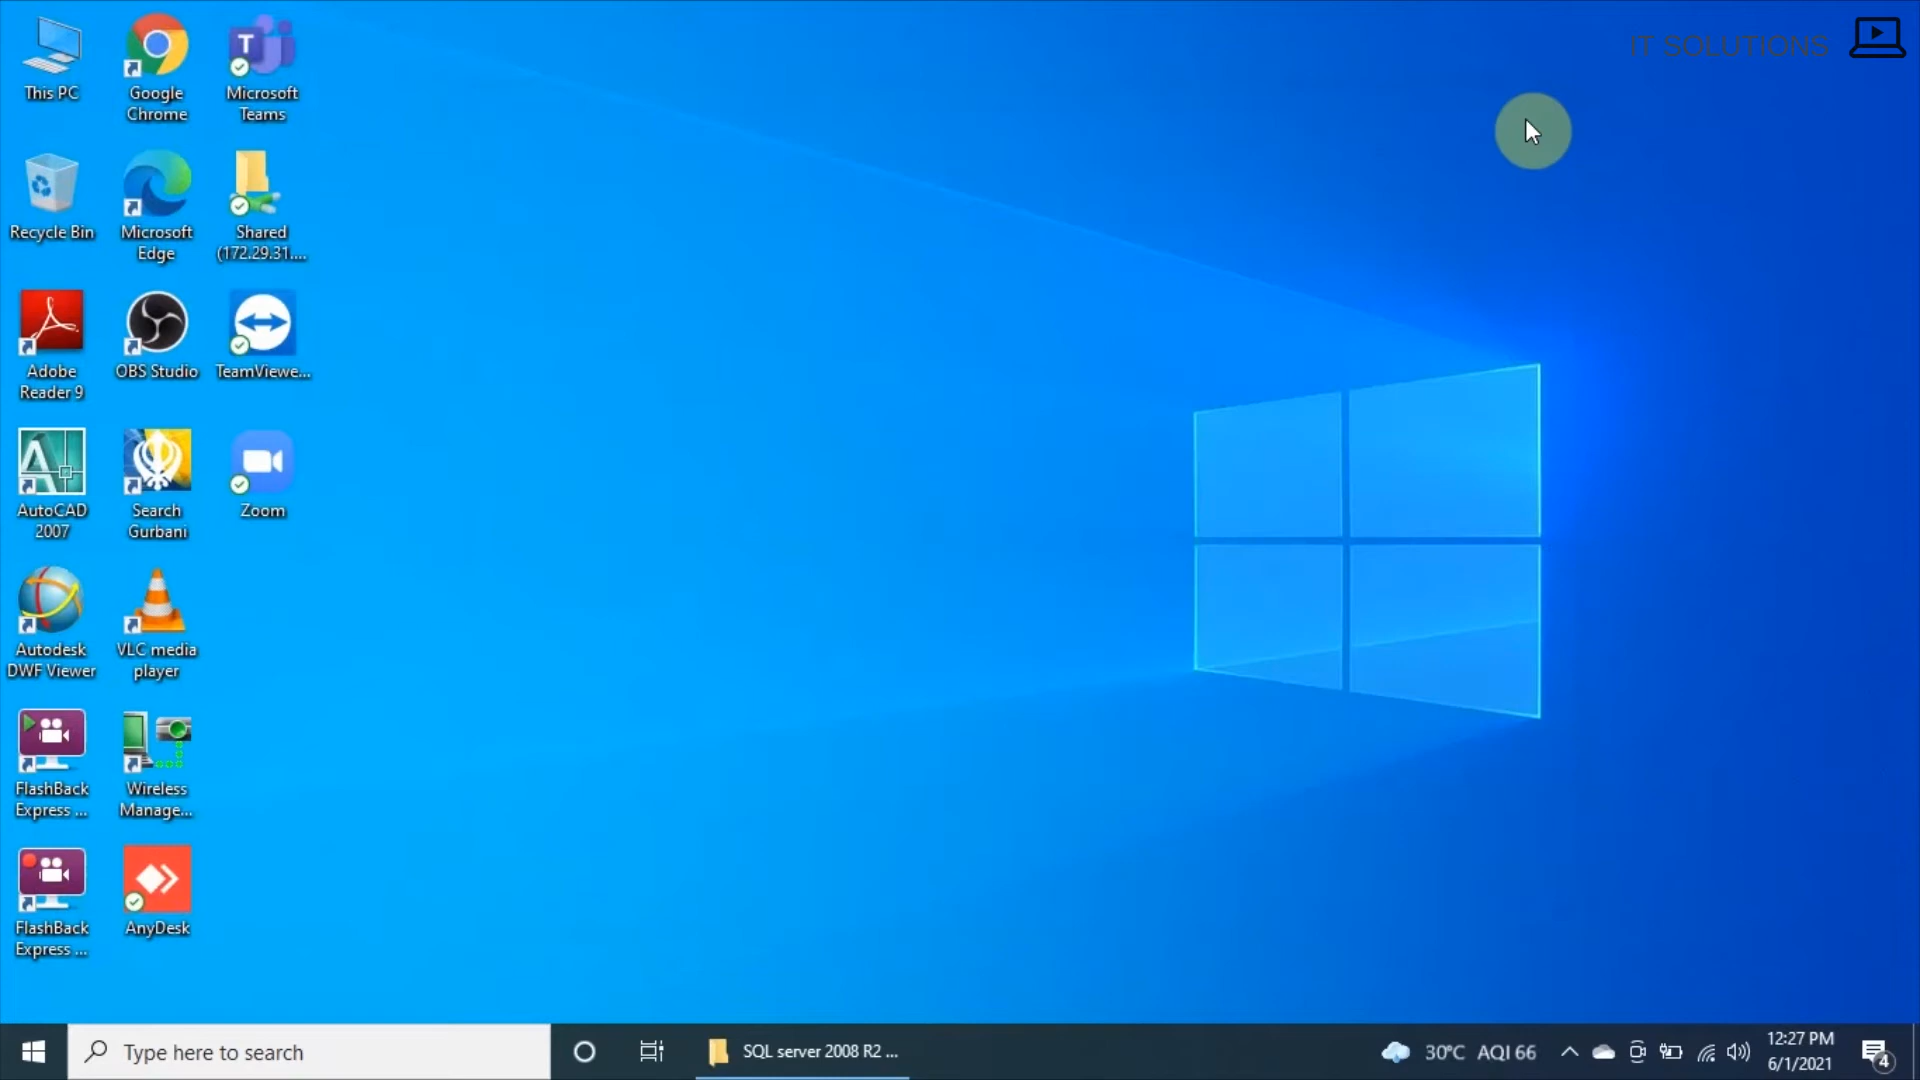 IT SOLUTIONS
This PC
Google
Chrome
Microsoft
Teams
Recycle Bin
Microsoft
Edge
Shared
(172.29.31....
Adobe
Reader 9
OBS Studio
TeamViewe...
AutoCAD
2007
Search
Gurbani
Zoom
Autodesk
DWF Viewer
VLC media
player
FlashBack
Express ...
Wireless
Manage...
FlashBack
Express ...
AnyDesk
Type here to search
SQL server 2008 R2 ...
30°C AQI 66
12:27 PM
6/1/2021
4